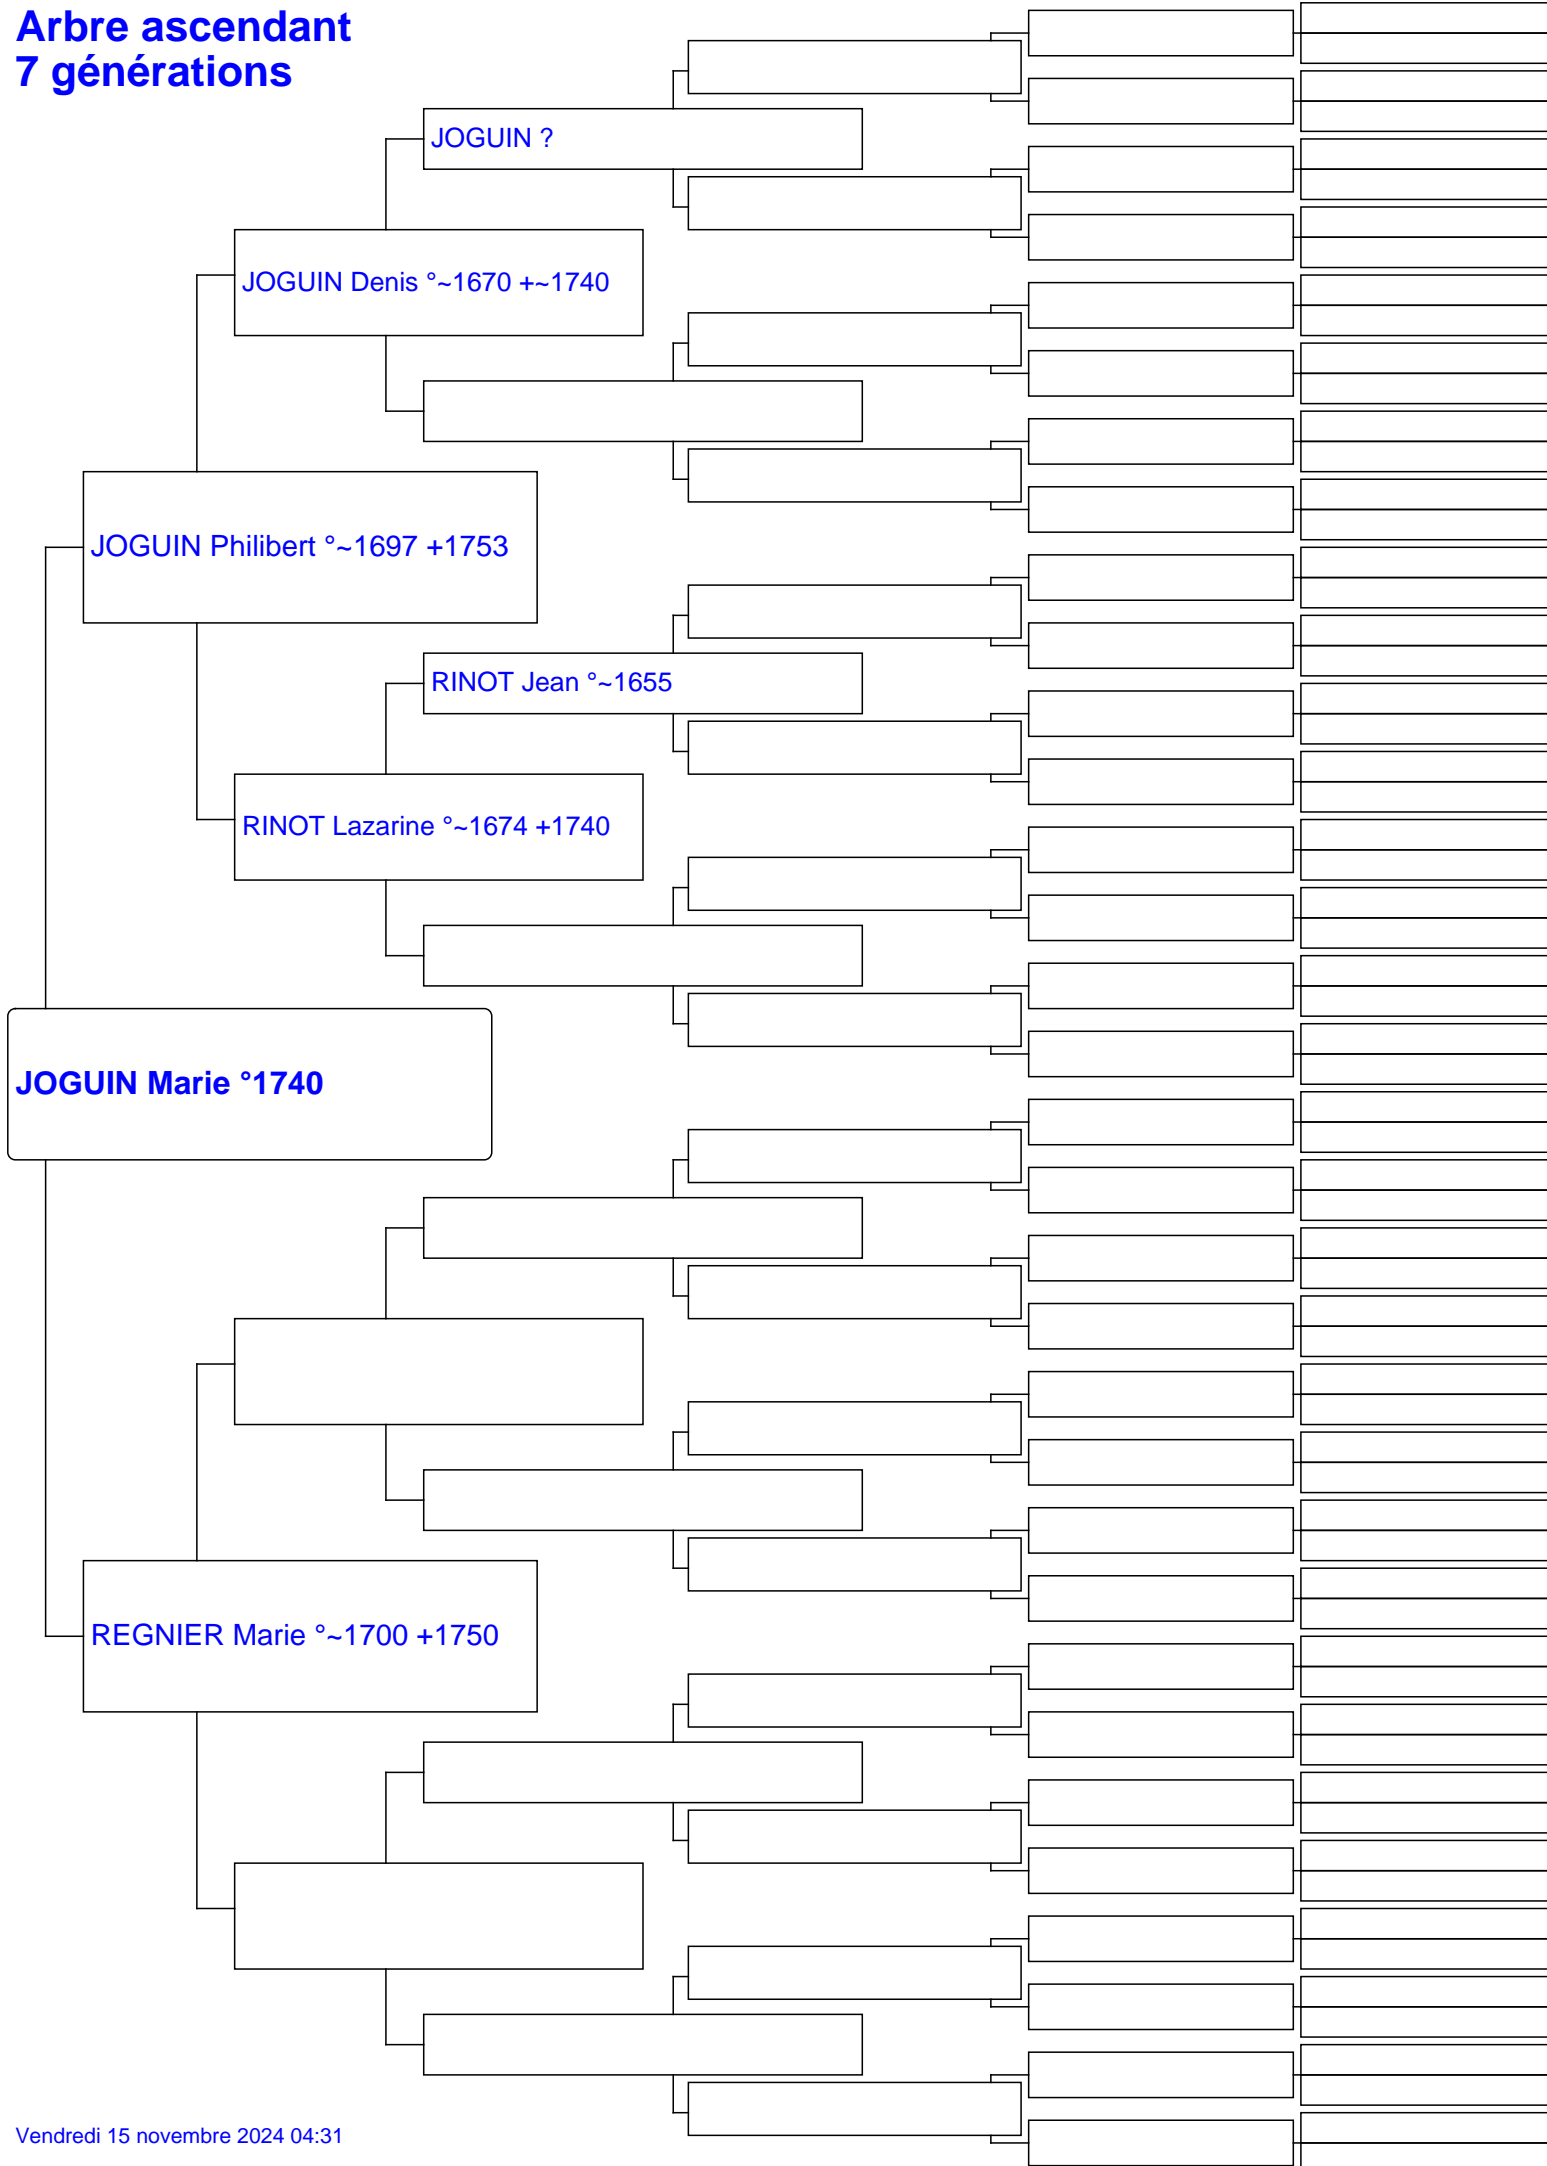 Arbre ascendant
7 générations
JOGUIN ?
JOGUIN Denis °~1670 +~1740
JOGUIN Philibert °~1697 +1753
RINOT Jean °~1655
RINOT Lazarine °~1674 +1740
JOGUIN Marie °1740
REGNIER Marie °~1700 +1750
Vendredi 15 novembre 2024 04:31